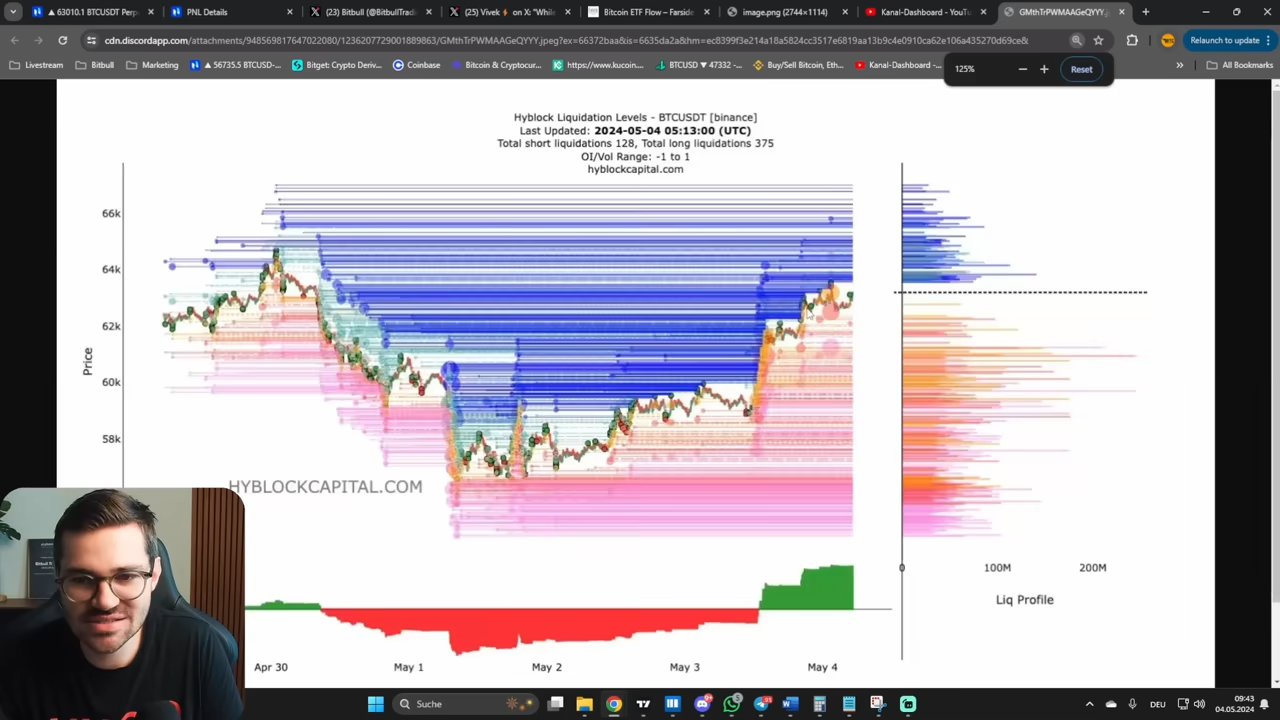 63010.1 BTCUSDT Perp
PNL Details
(23) Bitbull (@BitbullTradi
(25) Vivek⚡ on X: "While
Bitcoin ETF Flow – Farside
image.png (2744×1114)
Kanal-Dashboard - YouTu
GMthTrPWMAAGeQYYY.j
cdn.discordapp.com/attachments/948569817647022080/1236207729001889863/GMthTrPWMAAGeQYYY.jpeg?ex=66372baa&is=6635da2a&hm=ec8399f3e214a18a5824cc3517e6819aa13b9c4e0910ca62e106a435270d69ce&
Relaunch to update
Livestream
Bitbull
Marketing
▲ 56735.5 BTCUSD-...
Bitget: Crypto Deriv...
Coinbase
Bitcoin & Cryptocur...
https://www.kucoin....
BTCUSD ▼ 47332 -...
Buy/Sell Bitcoin, Eth...
Kanal-Dashboard -
»
All Bookmarks
125%
Reset
Hyblock Liquidation Levels - BTCUSDT [binance]
Last Updated: 2024-05-04 05:13:00 (UTC)
Total short liquidations 128, Total long liquidations 375
OI/Vol Range: -1 to 1
hyblockcapital.com
66k
64k
62k
60k
58k
Price
HYBLOCKCAPITAL.COM
0
100M
200M
Liq Profile
Apr 30
May 1
May 2
May 3
May 4
Suche
DEU
09:43
04.05.2024